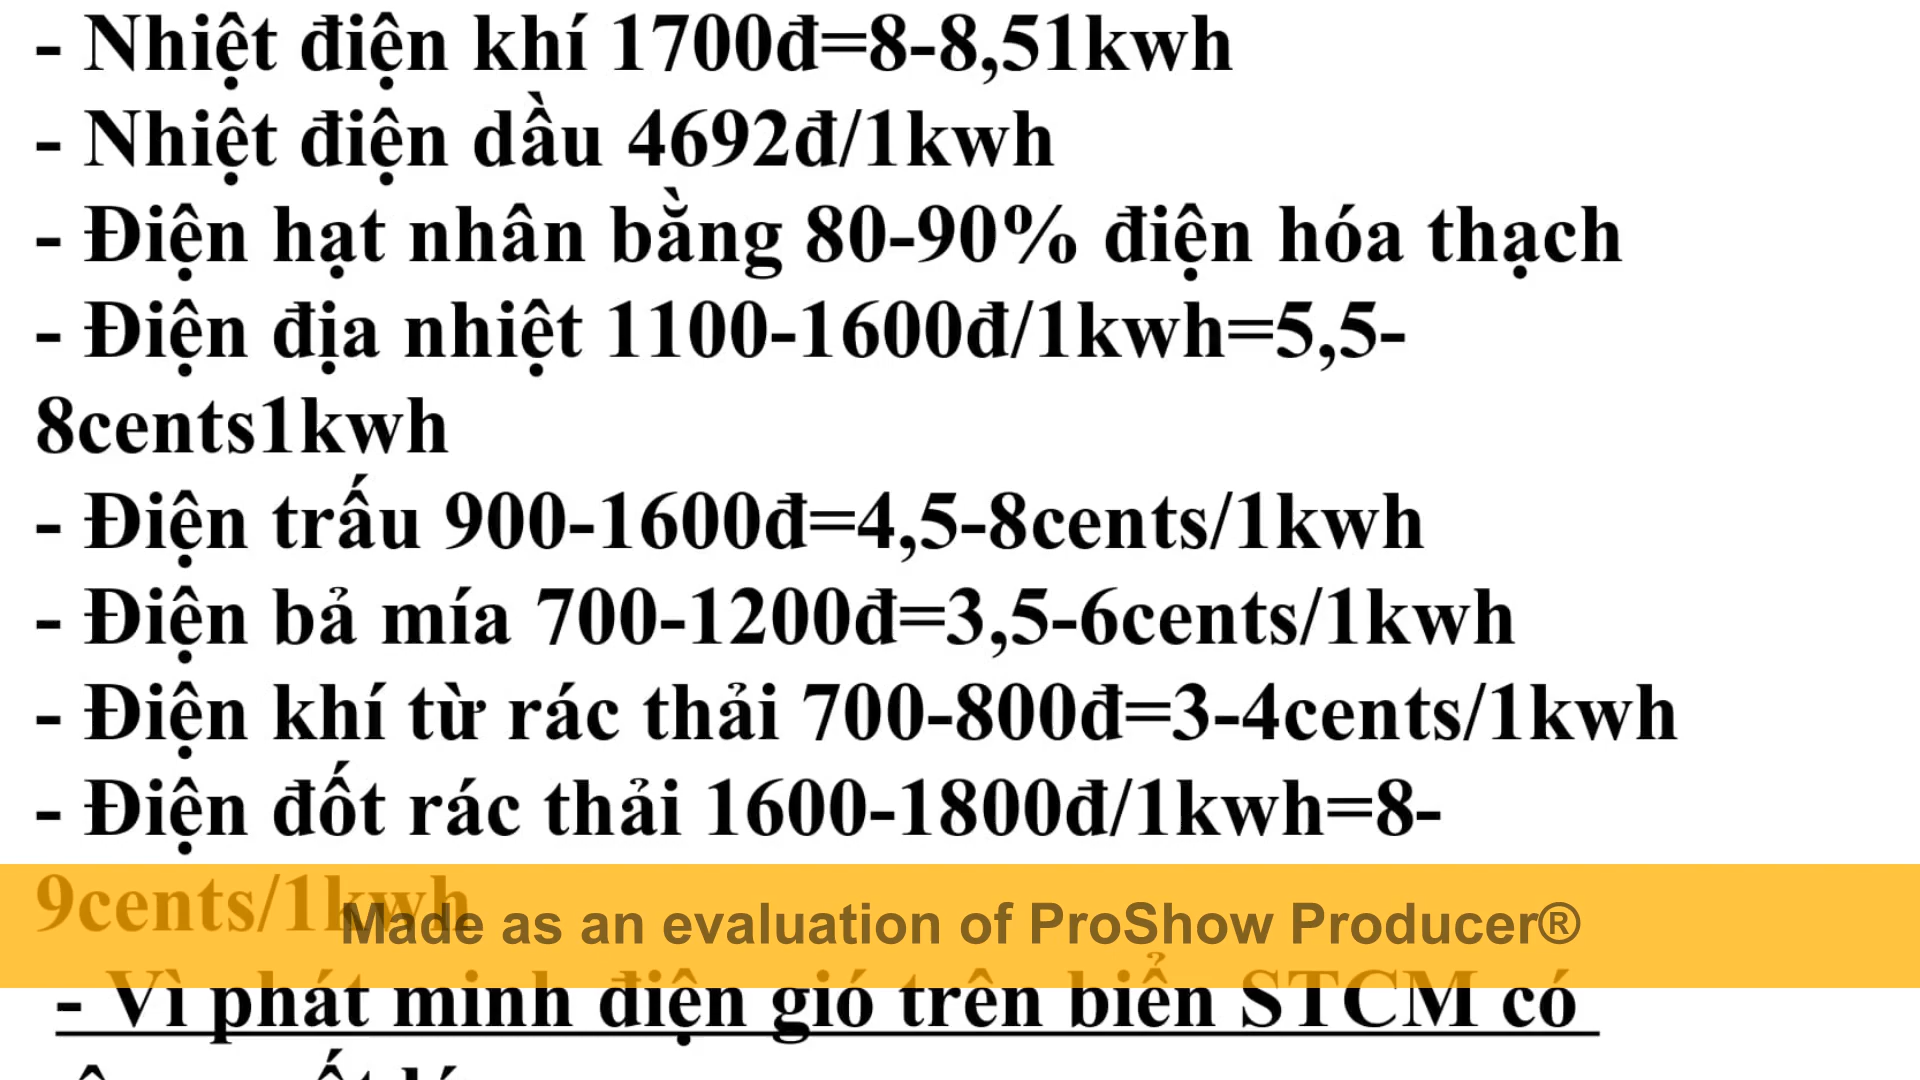 - Nhiệt điện khí 1700đ=8-8,51kwh
- Nhiệt điện dầu 4692đ/1kwh
- Điện hạt nhân bằng 80-90% điện hóa thạch
- Điện địa nhiệt 1100-1600đ/1kwh=5,5-
8cents1kwh
- Điện trấu 900-1600đ=4,5-8cents/1kwh
- Điện bả mía 700-1200đ=3,5-6cents/1kwh
- Điện khí từ rác thải 700-800đ=3-4cents/1kwh
- Điện đốt rác thải 1600-1800đ/1kwh=8-
9cents/1kwh
Made as an evaluation of ProShow Producer®
- Vì phát minh điện gió trên biển STCM có